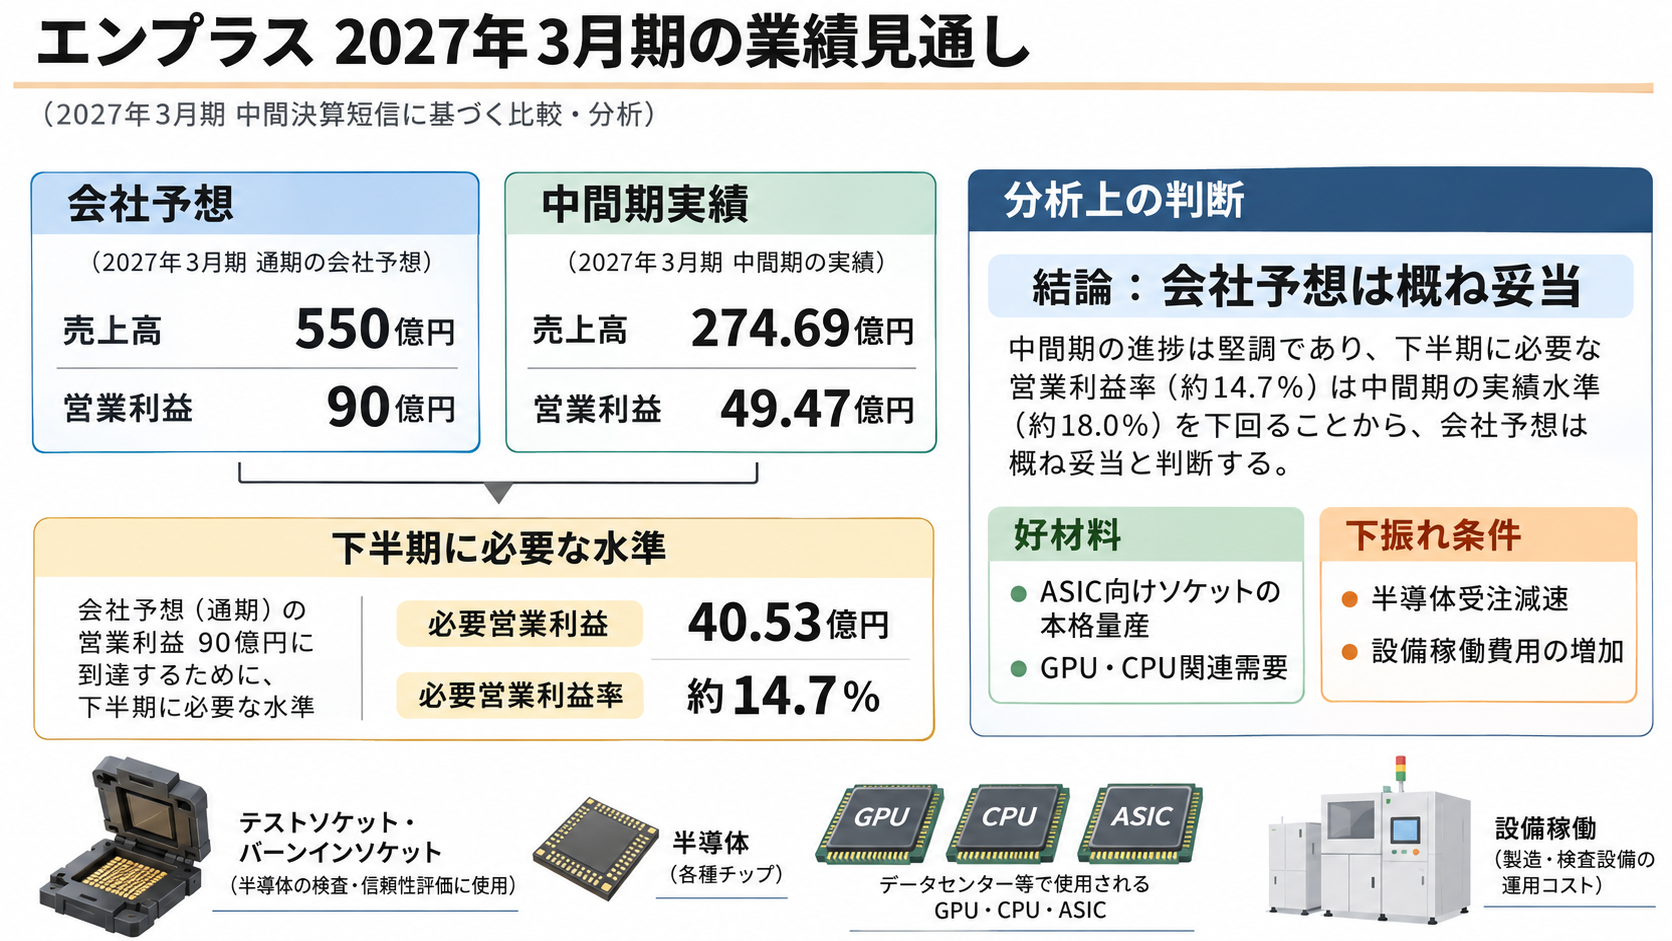 エンプラス 2027年3月期の業績見通し
（2027年3月期 中間決算短信に基づく比較・分析）
会社予想
（2027年3月期 通期の会社予想）
売上高 550億円
営業利益 90億円
中間期実績
（2027年3月期 中間期の実績）
売上高 274.69億円
営業利益 49.47億円
下半期に必要な水準
会社予想（通期）の
営業利益 90億円に
到達するために、
下半期に必要な水準
必要営業利益 40.53億円
必要営業利益率 約14.7%
分析上の判断
結論：会社予想は概ね妥当
中間期の進捗は堅調であり、下半期に必要な
営業利益率（約14.7%）は中間期の実績水準
（約18.0%）を下回ることから、会社予想は
概ね妥当と判断する。
好材料
● ASIC向けソケットの
本格量産
● GPU・CPU関連需要
下振れ条件
● 半導体受注減速
● 設備稼働費用の増加
テストソケット・
バーンインソケット
（半導体の検査・信頼性評価に使用）
半導体
（各種チップ）
GPU
CPU
ASIC
データセンター等で使用される
GPU・CPU・ASIC
設備稼働
（製造・検査設備の
運用コスト）